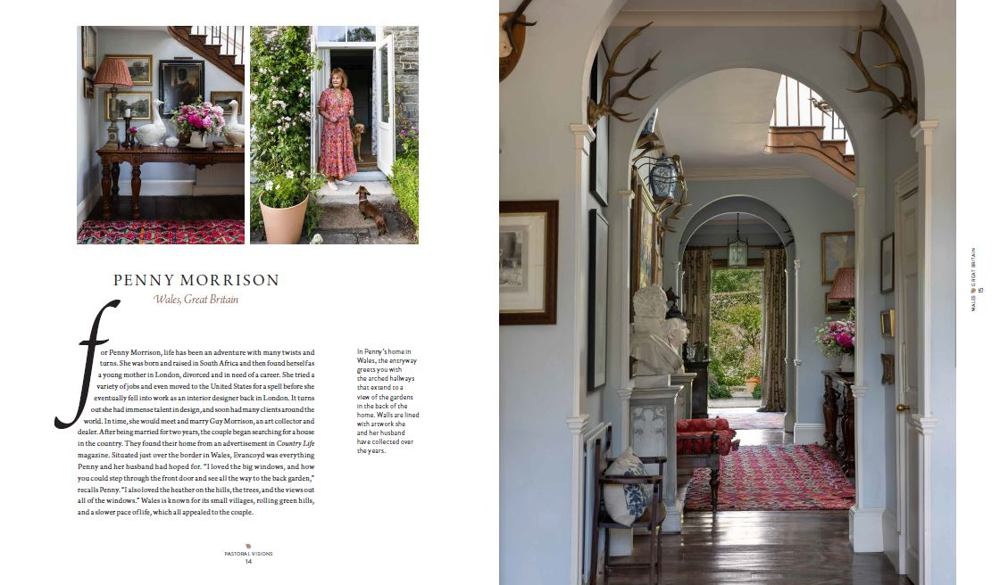 PENNY MORRISON
Wales, Great Britain
for Penny Morrison, life has been an adventure with many twists and
turns. She was born and raised in South Africa and then found herself as
a young mother in London, divorced and in need of a career. She tried a
variety of jobs and even moved to the United States for a spell before she
eventually fell into work as an interior designer back in London. It turns
out she had immense talent in design, and soon had many clients around the
world. In time, she would meet and marry Guy Morrison, an art collector and
dealer. After being married for two years, the couple began searching for a house
in the country. They found their home from an advertisement in Country Life
magazine. Situated just over the border in Wales, Evancoyd was everything
Penny and her husband had hoped for. “I loved the big windows, and how
you could step through the front door and see all the way to the back garden,”
recalls Penny. “I also loved the heather on the hills, the trees, and the views out
all of the windows.” Wales is known for its small villages, rolling green hills,
and a slower pace of life, which all appealed to the couple.
In Penny's home in
Wales, the entryway
greets you with
the arched hallways
that extend to a
view of the gardens
in the back of the
home. Walls are lined
with artwork she
and her husband
have collected over
the years.
PASTORAL VISIONS
14
WALES GREAT BRITAIN
15